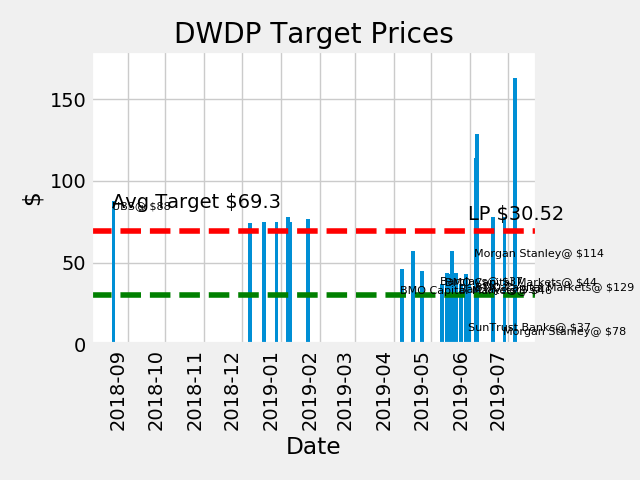 DWDP Target Prices
$
150
100
50
0
Avg Target $69.3
UBS@ $88
LP $30.52
Morgan Stanley@ $114
Markets@ $44
Markets@ $129
BMO Capital
SunTrust Banks@ $37
Morgan Stanley@ $78
2018-09
2018-10
2018-11
2018-12
2019-01
2019-02
2019-03
2019-04
2019-05
2019-06
2019-07
Date